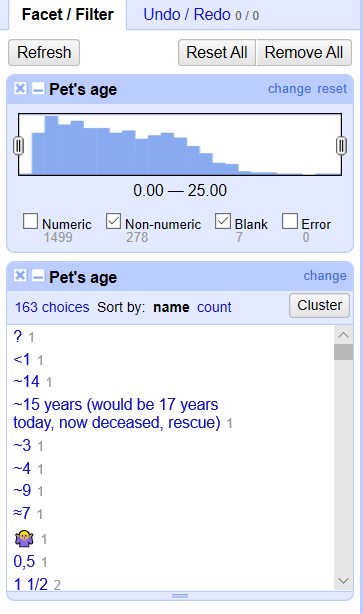 Facet / Filter Undo / Redo 0 / 0
Refresh Reset All Remove All
Pet's age change reset
0.00 — 25.00
Numeric Non-numeric Blank Error
1499 278 7 0
Pet's age change
163 choices Sort by: name count Cluster
? 1
<1 1
~14 1
~15 years (would be 17 years
today, now deceased, rescue) 1
~3 1
~4 1
~9 1
≈7 1
🤷‍♀️ 1
0,5 1
1 1/2 2